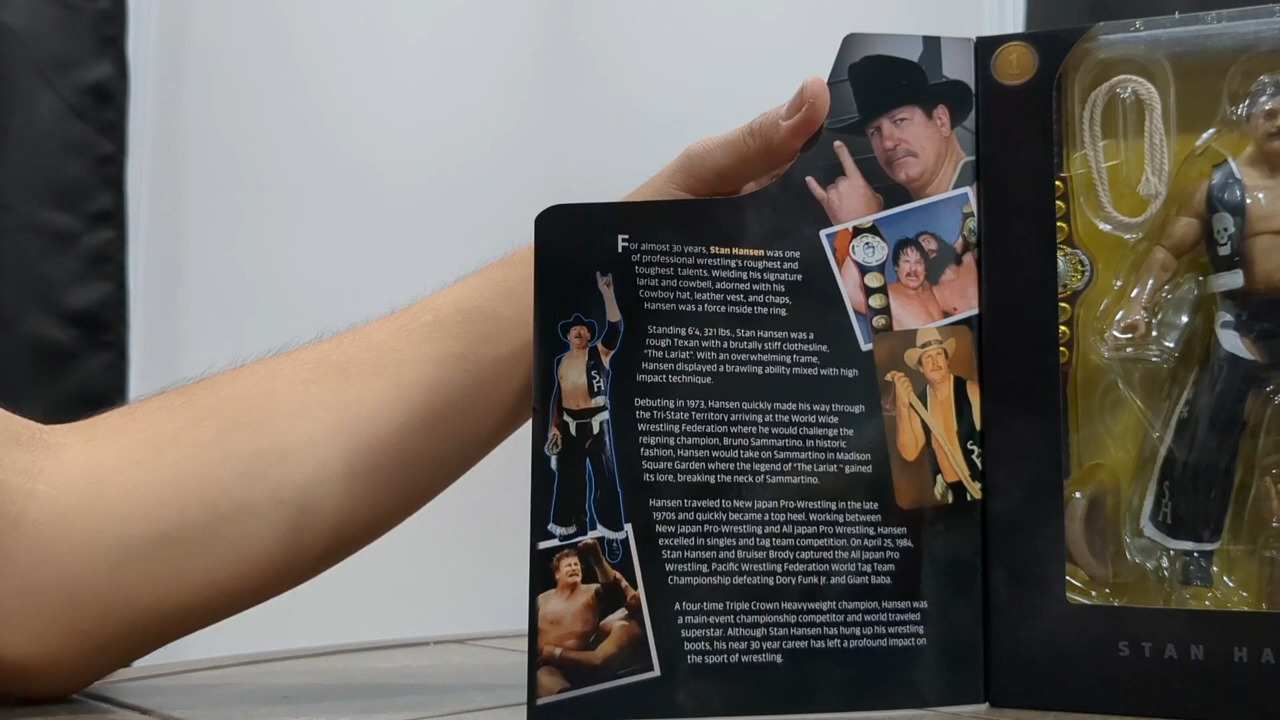 For almost 30 years, Stan Hansen was one
of professional wrestling's roughest and
toughest talents. Wielding his signature
lariat and cowbell, adorned with his
Cowboy hat, leather vest, and chaps,
Hansen was a force inside the ring.
Standing 6'4, 321 lbs., Stan Hansen was a
rough Texan with a brutally stiff clothesline,
"The Lariat". With an overwhelming frame,
Hansen displayed a brawling ability mixed with high
impact technique.
Debuting in 1973, Hansen quickly made his way through
the Tri-State Territory arriving at the World Wide
Wrestling Federation where he would challenge the
reigning champion, Bruno Sammartino. In historic
fashion, Hansen would take on Sammartino in Madison
Square Garden where the legend of "The Lariat " gained
its lore, breaking the neck of Sammartino.
Hansen traveled to New Japan Pro-Wrestling in the late
1970s and quickly became a top heel. Working between
New Japan Pro-Wrestling and All Japan Pro Wrestling, Hansen
excelled in singles and tag team competition. On April 25, 1984,
Stan Hansen and Bruiser Brody captured the All Japan Pro
Wrestling, Pacific Wrestling Federation World Tag Team
Championship defeating Dory Funk Jr. and Giant Baba.
A four-time Triple Crown Heavyweight champion, Hansen was
a main-event championship competitor and world traveled
superstar. Although Stan Hansen has hung up his wrestling
boots, his near 30 year career has left a profound impact on
the sport of wrestling.
1
SH
SH
STAN HA